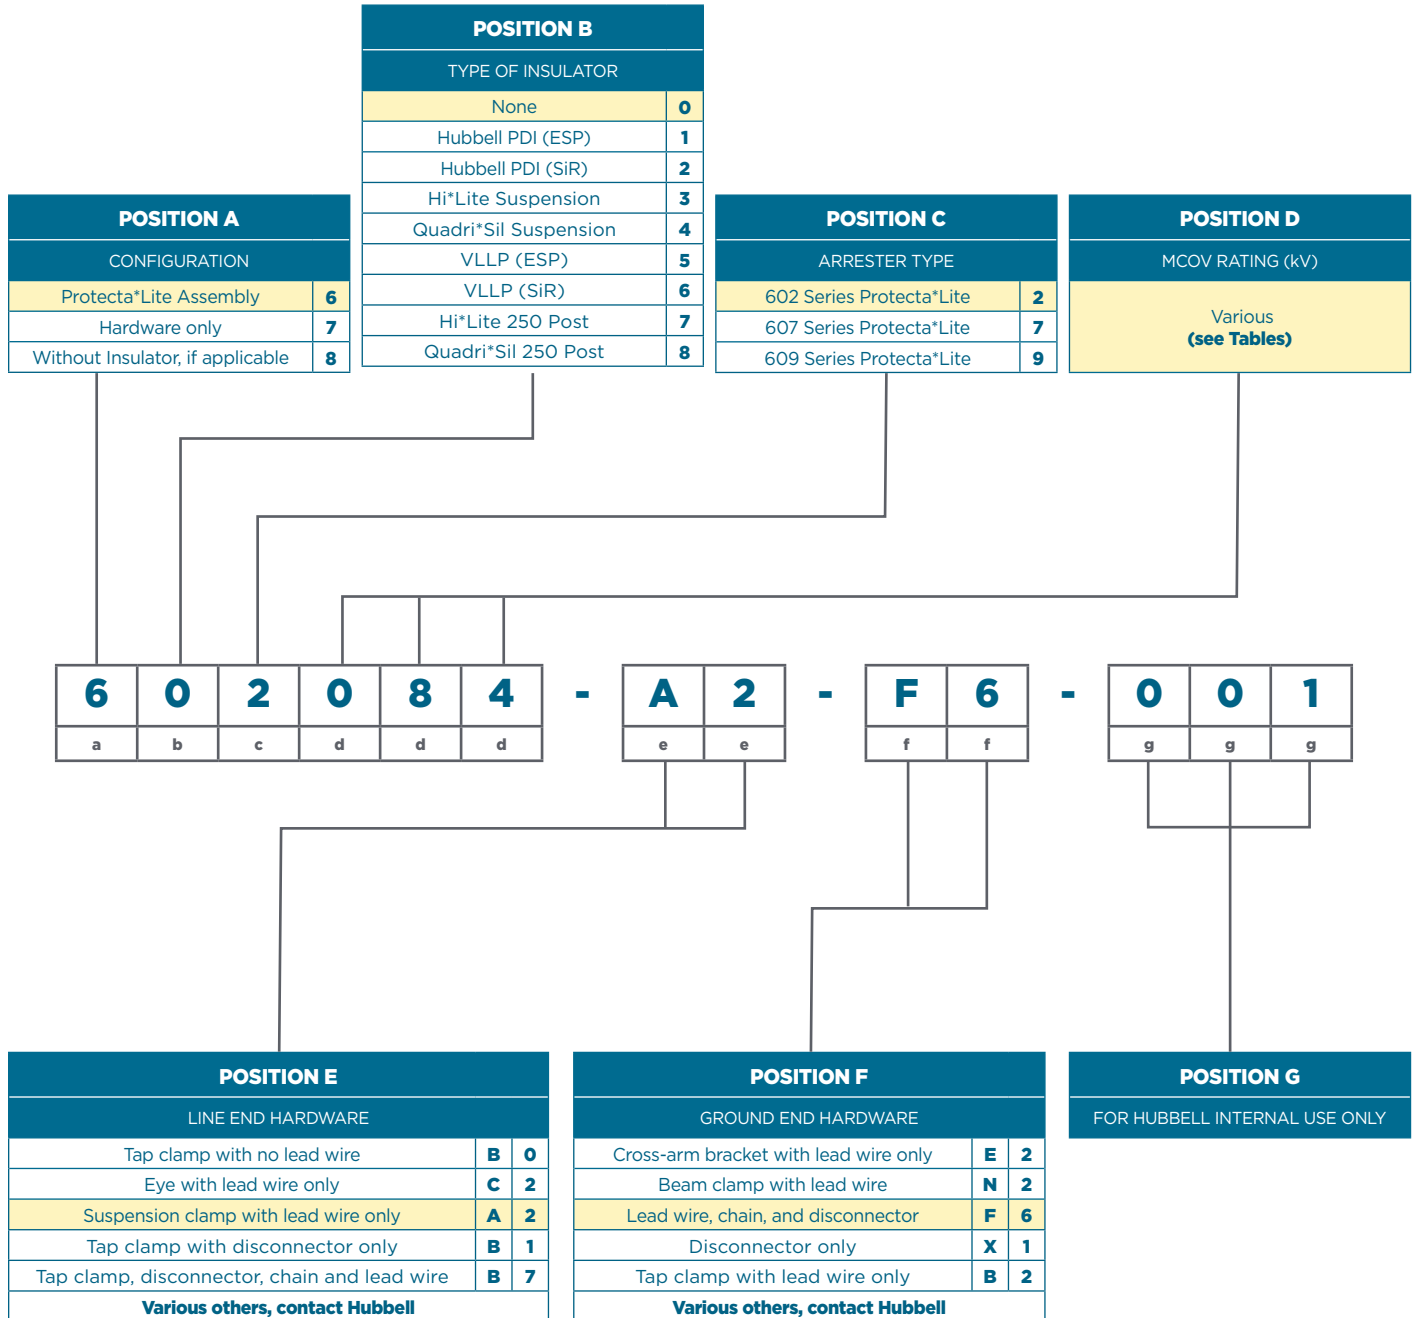 POSITION B
TYPE OF INSULATOR
None 0
Hubbell PDI (ESP) 1
Hubbell PDI (SiR) 2
Hi*Lite Suspension 3
Quadri*Sil Suspension 4
VLLP (ESP) 5
VLLP (SiR) 6
Hi*Lite 250 Post 7
Quadri*Sil 250 Post 8
POSITION A
CONFIGURATION
Protecta*Lite Assembly 6
Hardware only 7
Without Insulator, if applicable 8
POSITION C
ARRESTER TYPE
602 Series Protecta*Lite 2
607 Series Protecta*Lite 7
609 Series Protecta*Lite 9
POSITION D
MCOV RATING (kV)
Various
(see Tables)
6 0 2 0 8 4 - A 2 - F 6 - 0 0 1
a b c d d d e e f f g g g
POSITION E
LINE END HARDWARE
Tap clamp with no lead wire B 0
Eye with lead wire only C 2
Suspension clamp with lead wire only A 2
Tap clamp with disconnector only B 1
Tap clamp, disconnector, chain and lead wire B 7
Various others, contact Hubbell
POSITION F
GROUND END HARDWARE
Cross-arm bracket with lead wire only E 2
Beam clamp with lead wire N 2
Lead wire, chain, and disconnector F 6
Disconnector only X 1
Tap clamp with lead wire only B 2
Various others, contact Hubbell
POSITION G
FOR HUBBELL INTERNAL USE ONLY